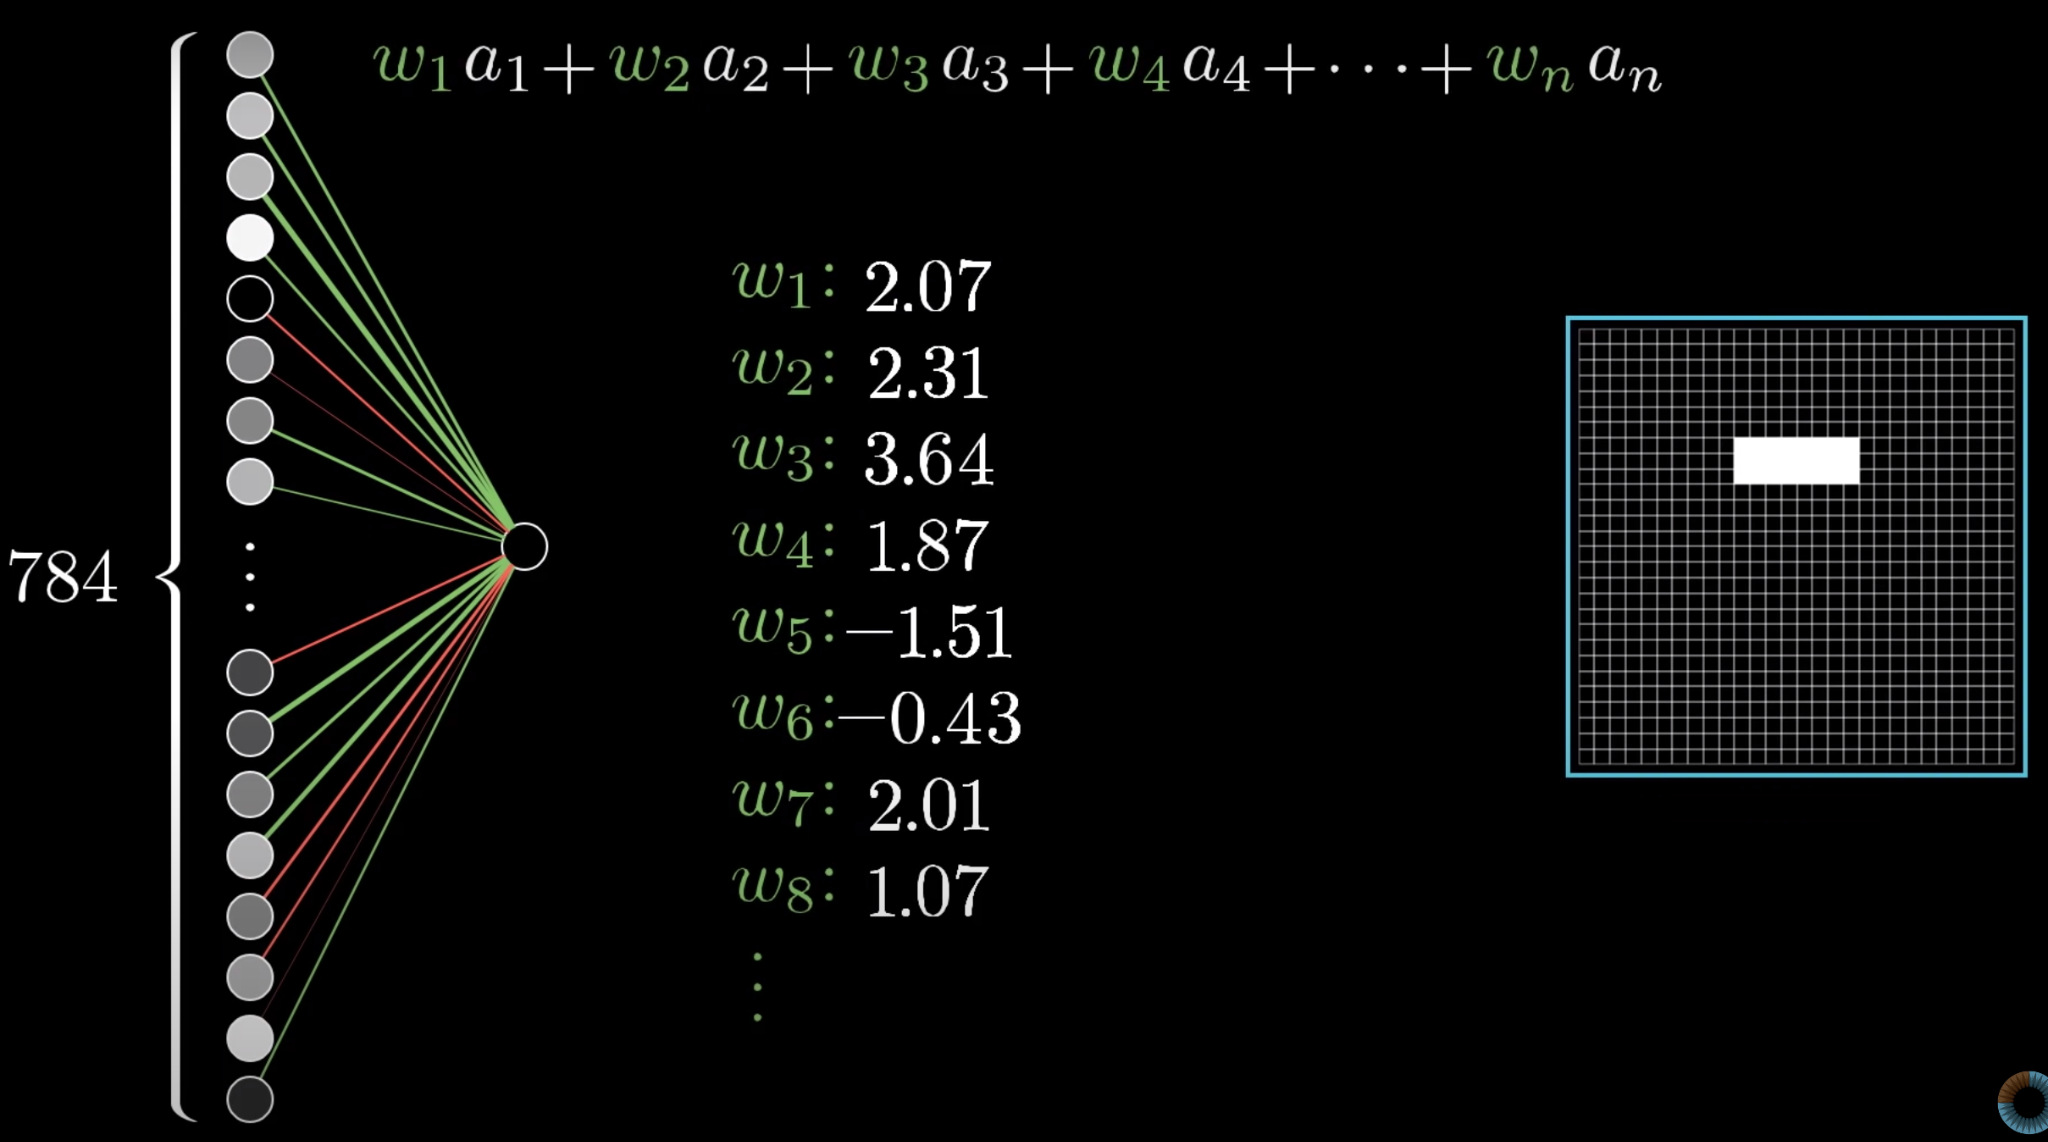 w₁a₁+w₂a₂+w₃a₃+w₄a₄+⋯+wₙaₙ
784
w₁: 2.07
w₂: 2.31
w₃: 3.64
w₄: 1.87
w₅: −1.51
w₆: −0.43
w₇: 2.01
w₈: 1.07
⋮